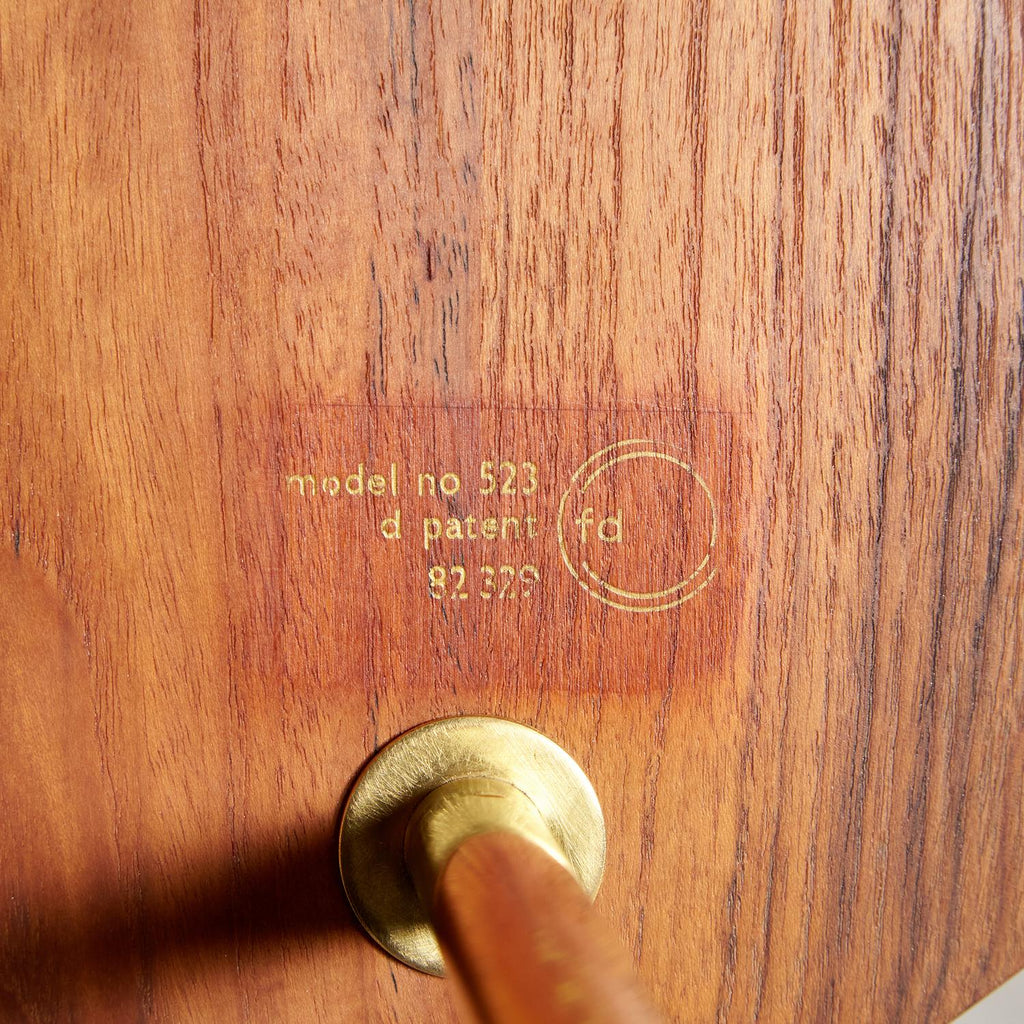 model no 523
d patent
82 329
fd